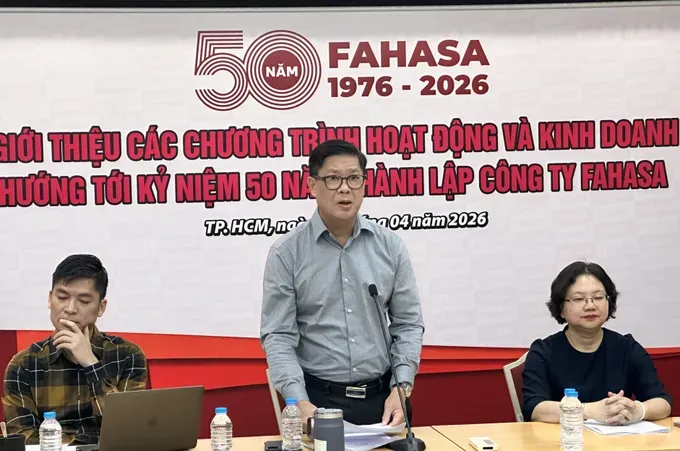 50 NĂM
FAHASA
1976 - 2026
GIỚI THIỆU CÁC CHƯƠNG TRÌNH HOẠT ĐỘNG VÀ KINH DOANH
HƯỚNG TỚI KỶ NIỆM 50 THÀNH LẬP CÔNG TY FAHASA
TP. HCM, 04 năm 2026